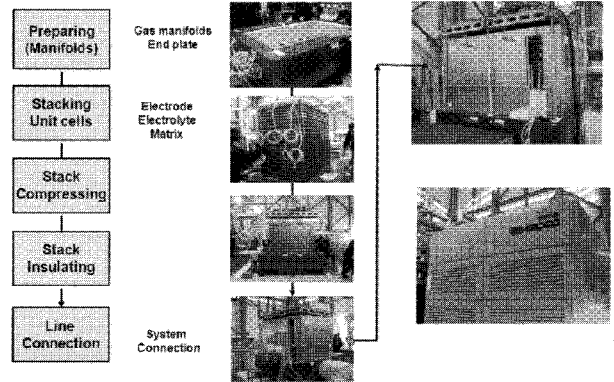 Preparing
(Manifolds)
Gas manifolds
End plate
Stacking
Unit cells
Electrode
Electrolyte
Matrix
Stack
Compressing
Stack
Insulating
Line
Connection
System
Connection